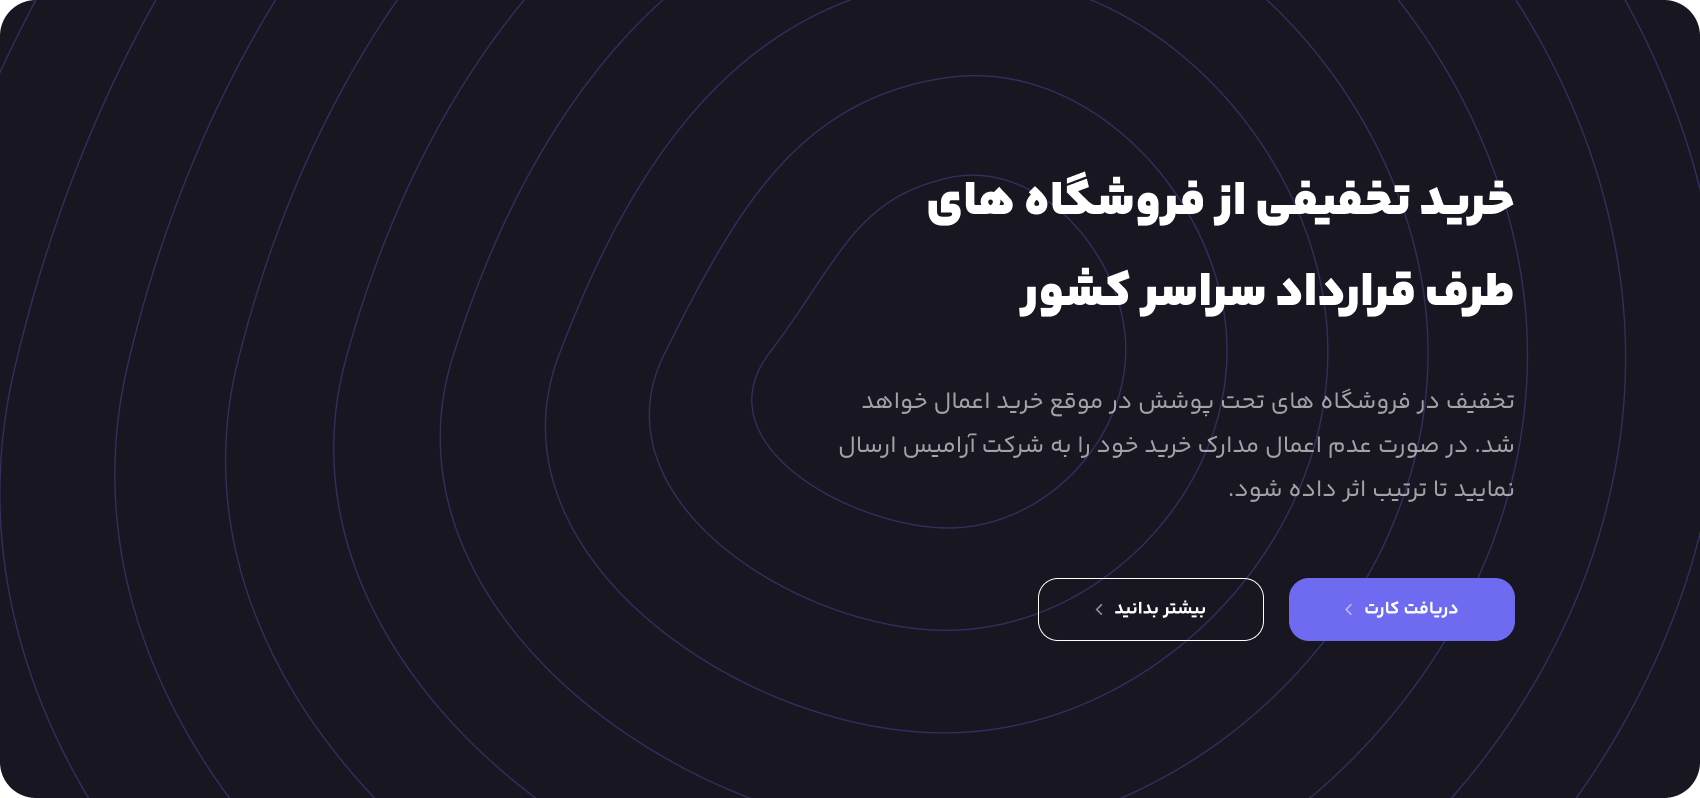 خرید تخفیفی از فروشگاه های
طرف قرارداد سراسر کشور
تخفیف در فروشگاه های تحت پوشش در موقع خرید اعمال خواهد
شد. در صورت عدم اعمال مدارک خرید خود را به شرکت آرامیس ارسال
نمایید تا ترتیب اثر داده شود.
دریافت کارت
بیشتر بدانید